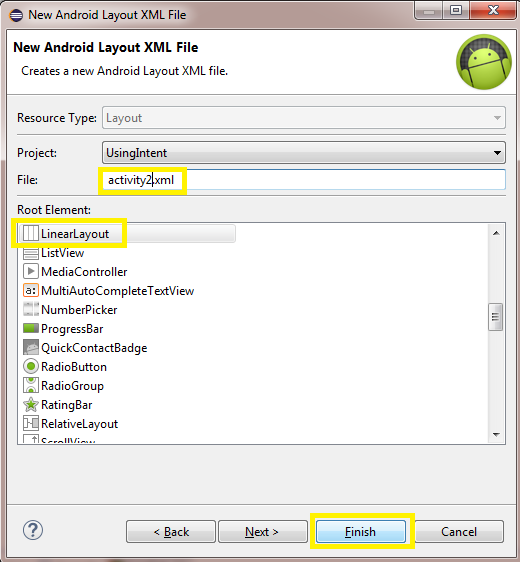 New Android Layout XML File
New Android Layout XML File
Creates a new Android Layout XML file.
Resource Type: Layout
Project: UsingIntent
File: activity2.xml
Root Element:
LinearLayout
ListView
MediaController
a: MultiAutoCompleteTextView
NumberPicker
ProgressBar
QuickContactBadge
RadioButton
RadioGroup
RatingBar
RelativeLayout
ScrollView
? < Back Next > Finish Cancel